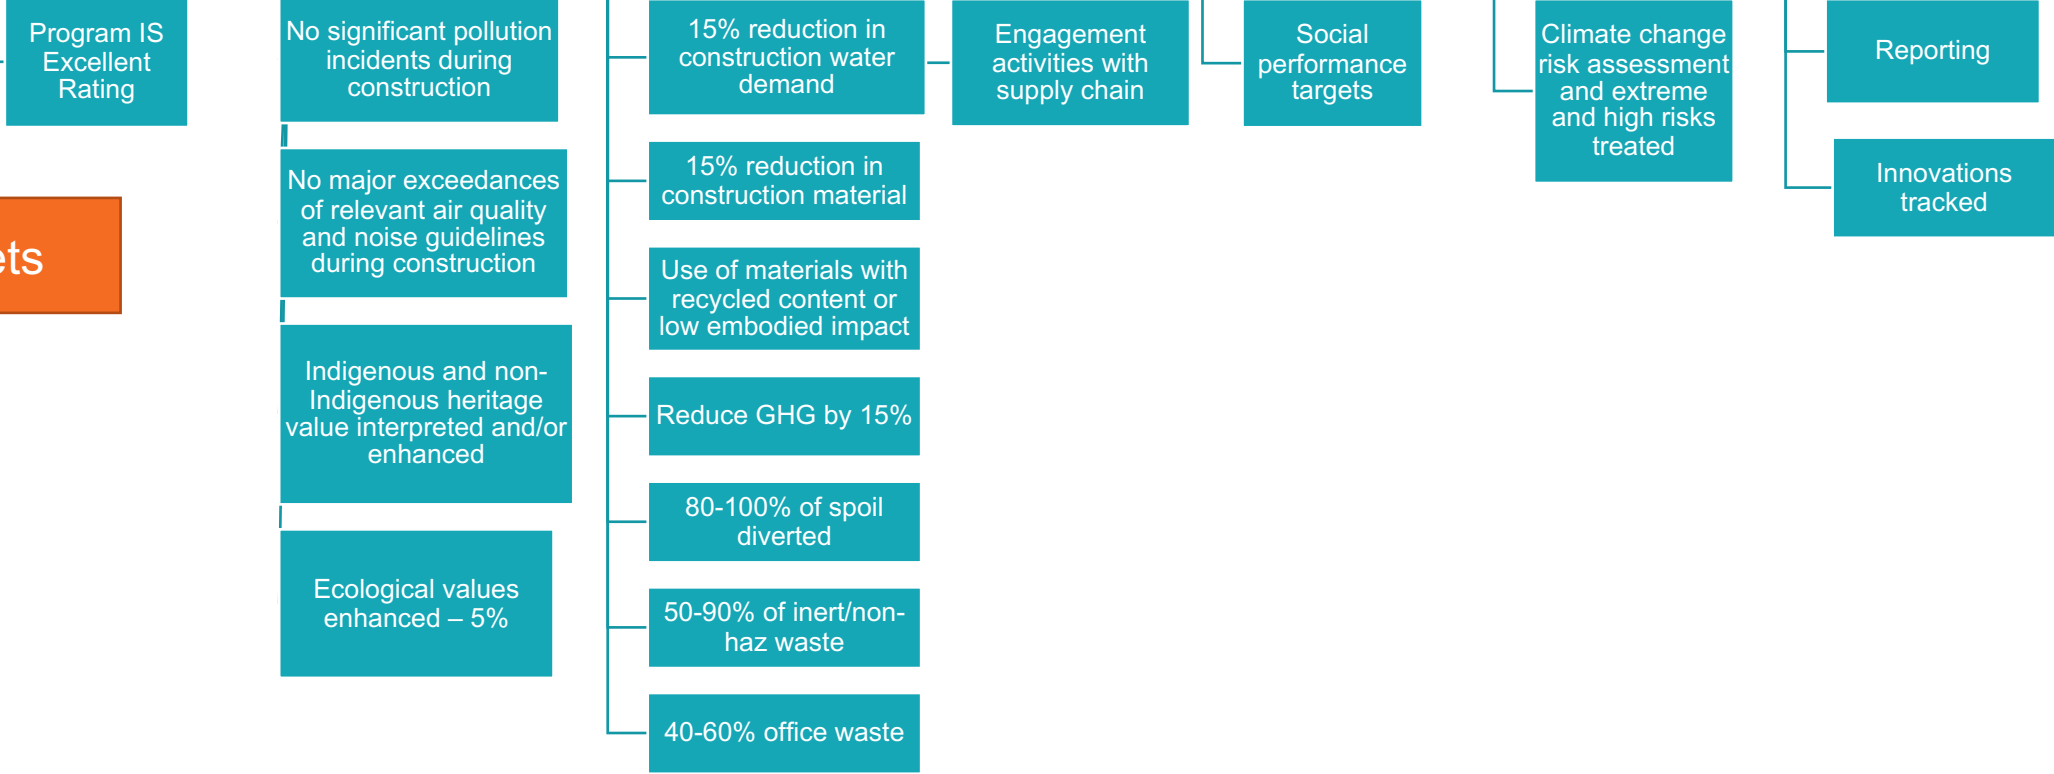 Program IS
Excellent
Rating
ets
No significant pollution
incidents during
construction
No major exceedances
of relevant air quality
and noise guidelines
during construction
Indigenous and non-
Indigenous heritage
value interpreted and/or
enhanced
Ecological values
enhanced – 5%
15% reduction in
construction water
demand
15% reduction in
construction material
Use of materials with
recycled content or
low embodied impact
Reduce GHG by 15%
80-100% of spoil
diverted
50-90% of inert/non-
haz waste
40-60% office waste
Engagement
activities with
supply chain
Social
performance
targets
Climate change
risk assessment
and extreme
and high risks
treated
Reporting
Innovations
tracked